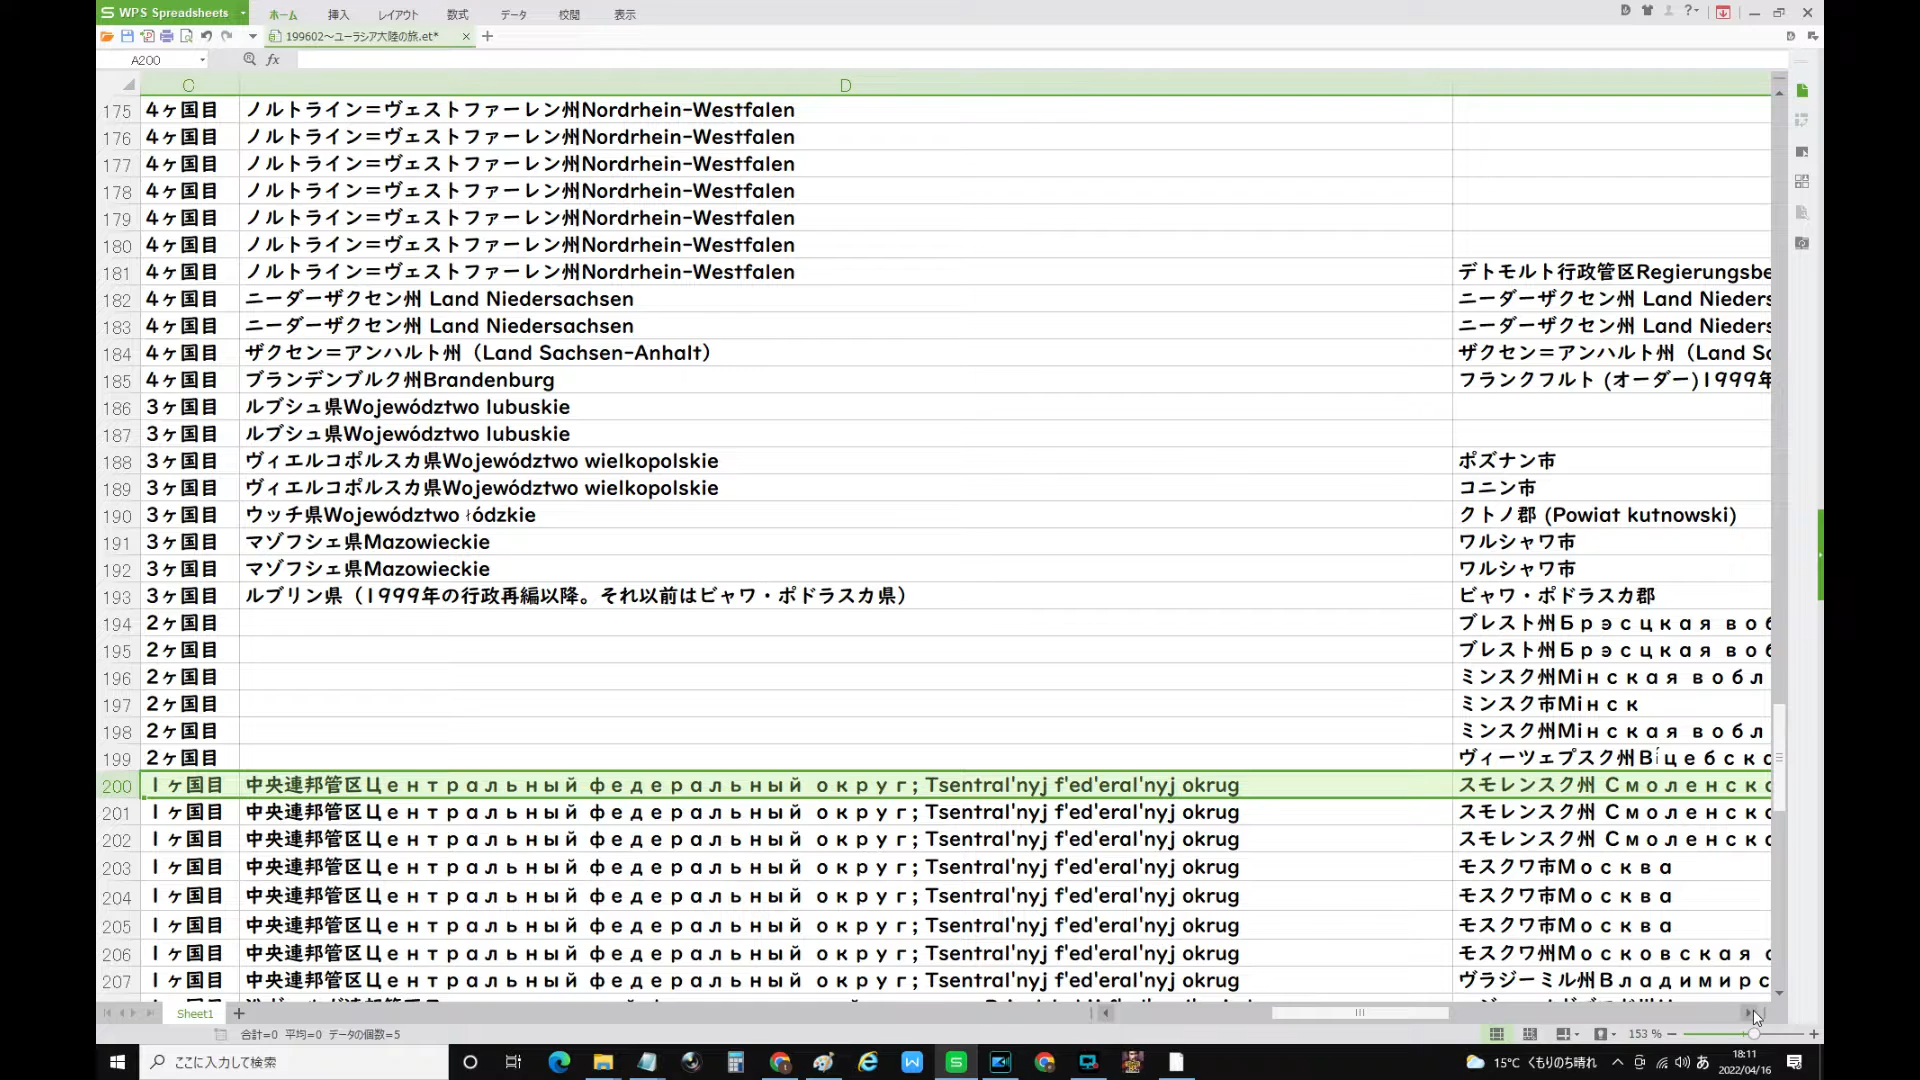 WPS Spreadsheets
ホーム 挿入 レイアウト 数式 データ 校閲 表示
199602～ユーラシア大陸の旅.et*
A200
fx
C D
175 4ヶ国目 ノルトライン＝ヴェストファーレン州Nordrhein-Westfalen
176 4ヶ国目 ノルトライン＝ヴェストファーレン州Nordrhein-Westfalen
177 4ヶ国目 ノルトライン＝ヴェストファーレン州Nordrhein-Westfalen
178 4ヶ国目 ノルトライン＝ヴェストファーレン州Nordrhein-Westfalen
179 4ヶ国目 ノルトライン＝ヴェストファーレン州Nordrhein-Westfalen
180 4ヶ国目 ノルトライン＝ヴェストファーレン州Nordrhein-Westfalen
181 4ヶ国目 ノルトライン＝ヴェストファーレン州Nordrhein-Westfalen デトモルト行政管区Regierungsbe
182 4ヶ国目 ニーダーザクセン州 Land Niedersachsen ニーダーザクセン州 Land Nieders
183 4ヶ国目 ニーダーザクセン州 Land Niedersachsen ニーダーザクセン州 Land Nieders
184 4ヶ国目 ザクセン＝アンハルト州（Land Sachsen-Anhalt） ザクセン＝アンハルト州（Land Sa
185 4ヶ国目 ブランデンブルク州Brandenburg フランクフルト (オーダー)1999年
186 3ヶ国目 ルブシュ県Województwo lubuskie
187 3ヶ国目 ルブシュ県Województwo lubuskie
188 3ヶ国目 ヴィエルコポルスカ県Województwo wielkopolskie ポズナン市
189 3ヶ国目 ヴィエルコポルスカ県Województwo wielkopolskie コニン市
190 3ヶ国目 ウッチ県Województwo łódzkie クトノ郡 (Powiat kutnowski)
191 3ヶ国目 マゾフシェ県Mazowieckie ワルシャワ市
192 3ヶ国目 マゾフシェ県Mazowieckie ワルシャワ市
193 3ヶ国目 ルブリン県（1999年の行政再編以降。それ以前はビャワ・ポドラスカ県） ビャワ・ポドラスカ郡
194 2ヶ国目 ブレスト州Брэсцкая воб
195 2ヶ国目 ブレスト州Брэсцкая воб
196 2ヶ国目 ミンスク州Мінская вобл
197 2ヶ国目 ミンスク市Мінск
198 2ヶ国目 ミンスク州Мінская вобл
199 2ヶ国目 ヴィーツェプスク州Віцебска
200 1ヶ国目 中央連邦管区Центральный федеральный округ; Tsentral'nyj f'ed'eral'nyj okrug スモレンスク州 Смоленска
201 1ヶ国目 中央連邦管区Центральный федеральный округ; Tsentral'nyj f'ed'eral'nyj okrug スモレンスク州 Смоленска
202 1ヶ国目 中央連邦管区Центральный федеральный округ; Tsentral'nyj f'ed'eral'nyj okrug スモレンスク州 Смоленска
203 1ヶ国目 中央連邦管区Центральный федеральный округ; Tsentral'nyj f'ed'eral'nyj okrug モスクワ市Москва
204 1ヶ国目 中央連邦管区Центральный федеральный округ; Tsentral'nyj f'ed'eral'nyj okrug モスクワ市Москва
205 1ヶ国目 中央連邦管区Центральный федеральный округ; Tsentral'nyj f'ed'eral'nyj okrug モスクワ市Москва
206 1ヶ国目 中央連邦管区Центральный федеральный округ; Tsentral'nyj f'ed'eral'nyj okrug モスクワ州Московская о
207 1ヶ国目 中央連邦管区Центральный федеральный округ; Tsentral'nyj f'ed'eral'nyj okrug ヴラジーミル州Владимирс
Sheet1
合計=0 平均=0 データの個数=5
153 %
ここに入力して検索
15°C くもりのち晴れ あ 18:11
2022/04/16